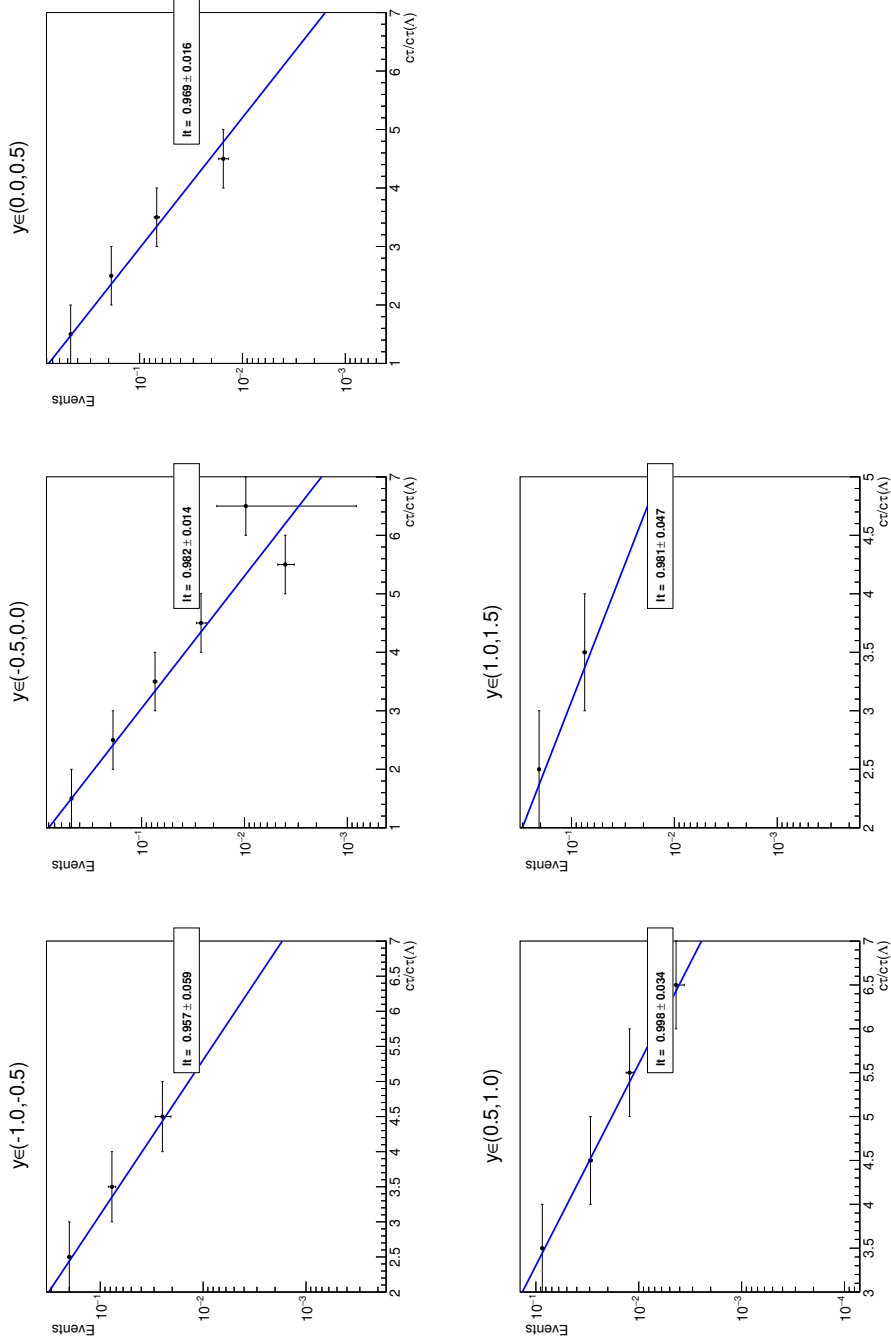 y∈(-1.0,-0.5)
Events
10⁻¹
10⁻²
10⁻³
lt = 0.957 ± 0.059
2 2.5 3 3.5 4 4.5 5 5.5 6 6.5 7
cτ/cτ(Λ)
y∈(-0.5,0.0)
Events
10⁻¹
10⁻²
10⁻³
lt = 0.982 ± 0.014
1 2 3 4 5 6 7
cτ/cτ(Λ)
y∈(0.0,0.5)
Events
10⁻¹
10⁻²
10⁻³
lt = 0.969 ± 0.016
1 2 3 4 5 6 7
cτ/cτ(Λ)
y∈(0.5,1.0)
Events
10⁻¹
10⁻²
10⁻³
10⁻⁴
lt = 0.998 ± 0.034
3 3.5 4 4.5 5 5.5 6 6.5 7
cτ/cτ(Λ)
y∈(1.0,1.5)
Events
10⁻¹
10⁻²
10⁻³
lt = 0.981 ± 0.047
2 2.5 3 3.5 4 4.5 5
cτ/cτ(Λ)